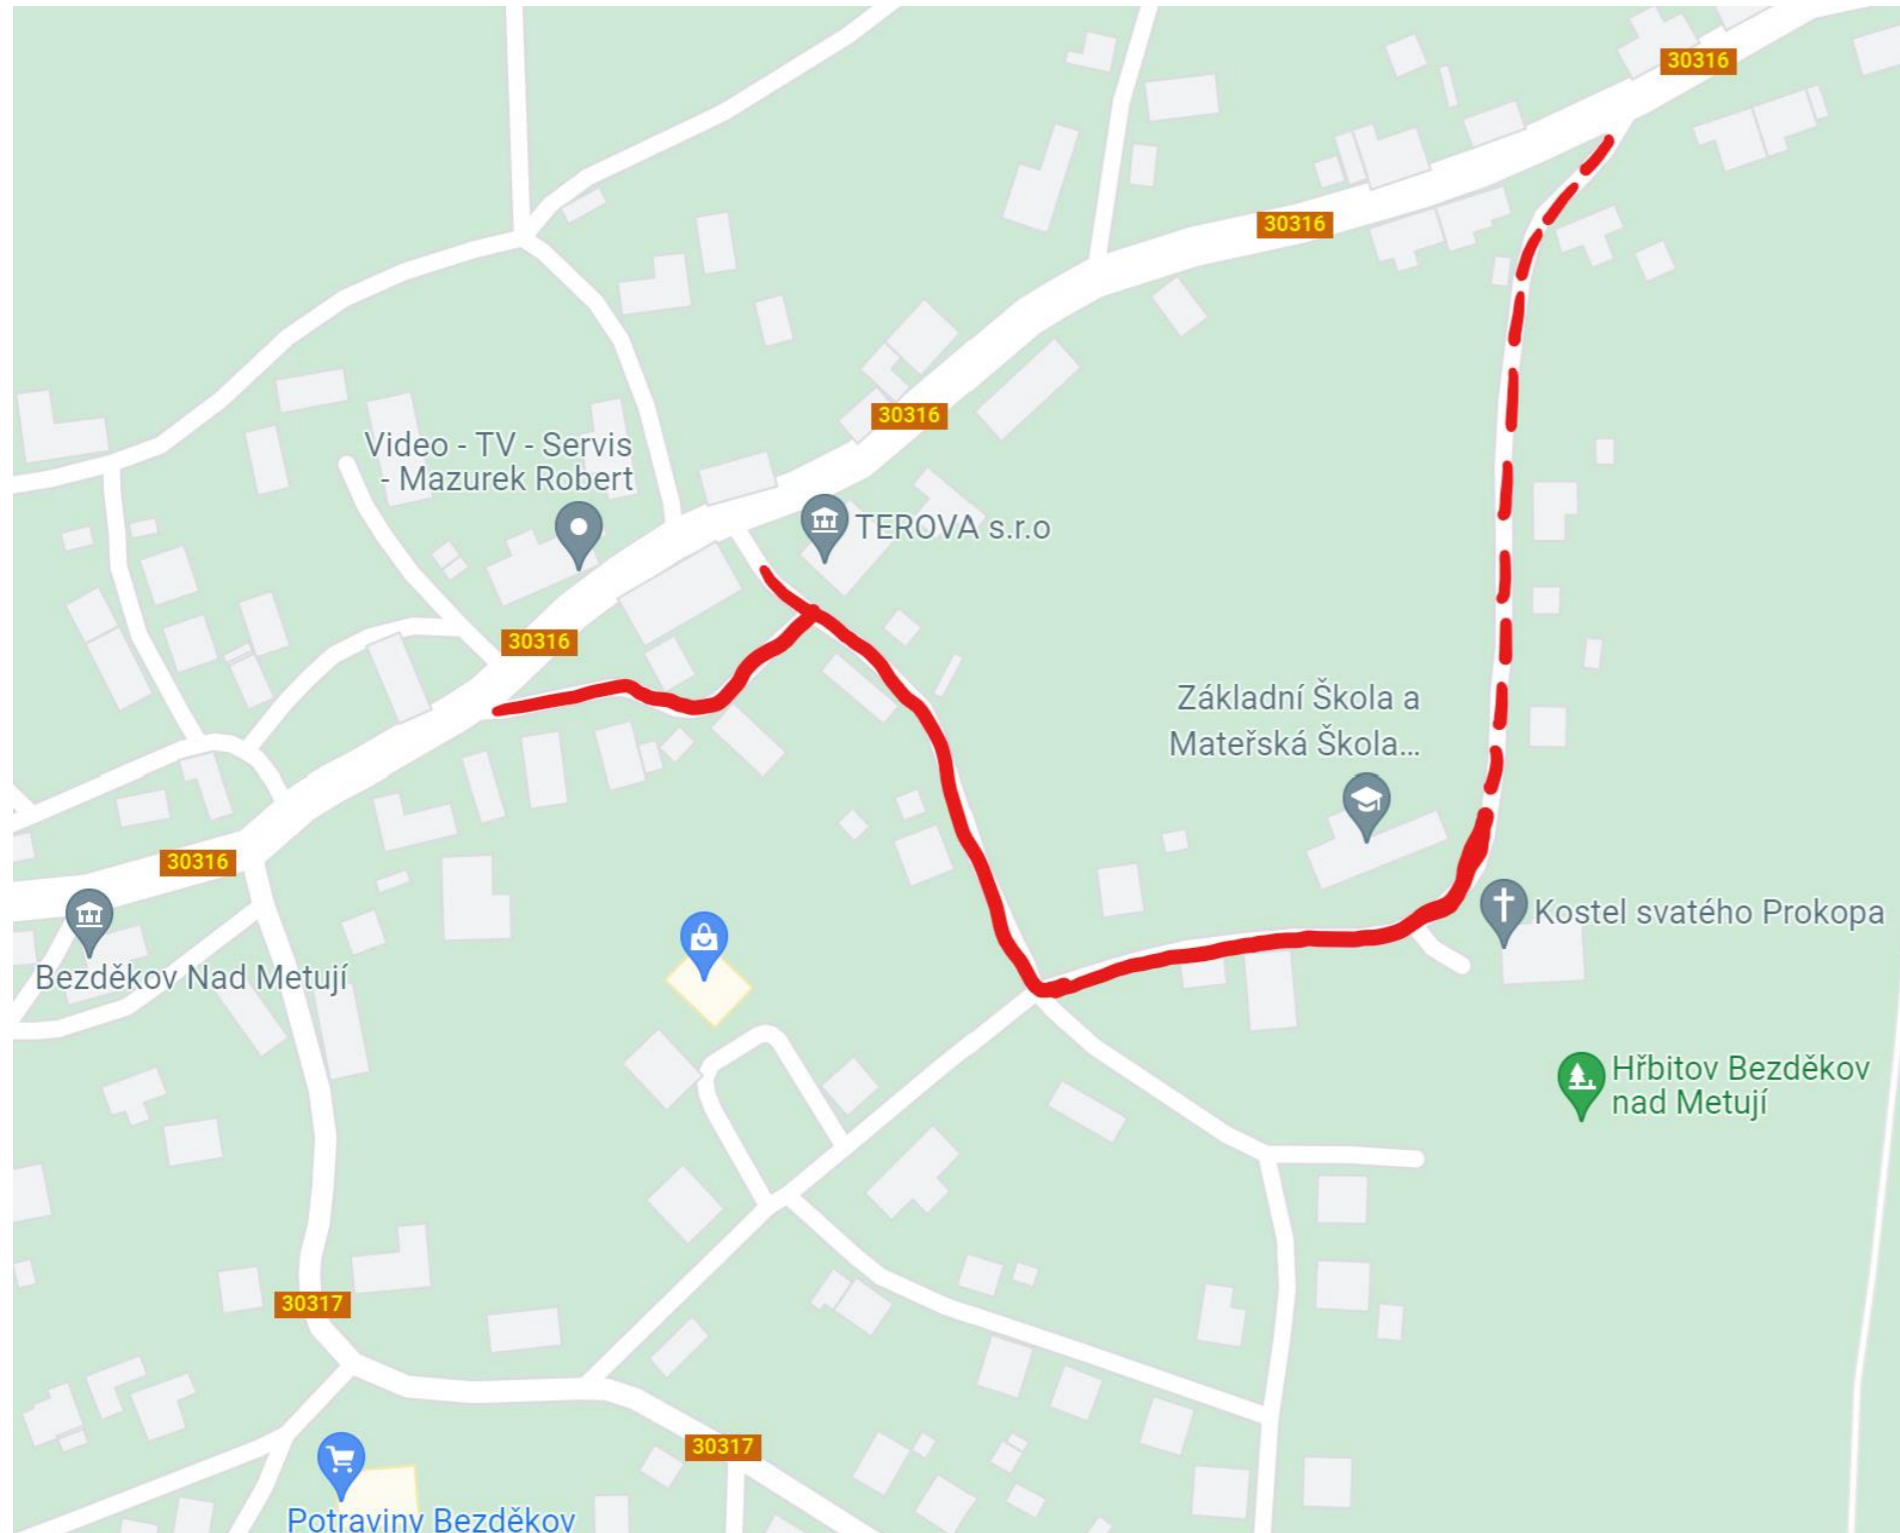 30316
30316
30316
Video - TV - Servis
- Mazurek Robert
TEROVA s.r.o
30316
Základní Škola a
Mateřská Škola...
30316
Kostel svatého Prokopa
Bezděkov Nad Metují
Hřbitov Bezděkov
nad Metují
30317
30317
Potraviny Bezděkov